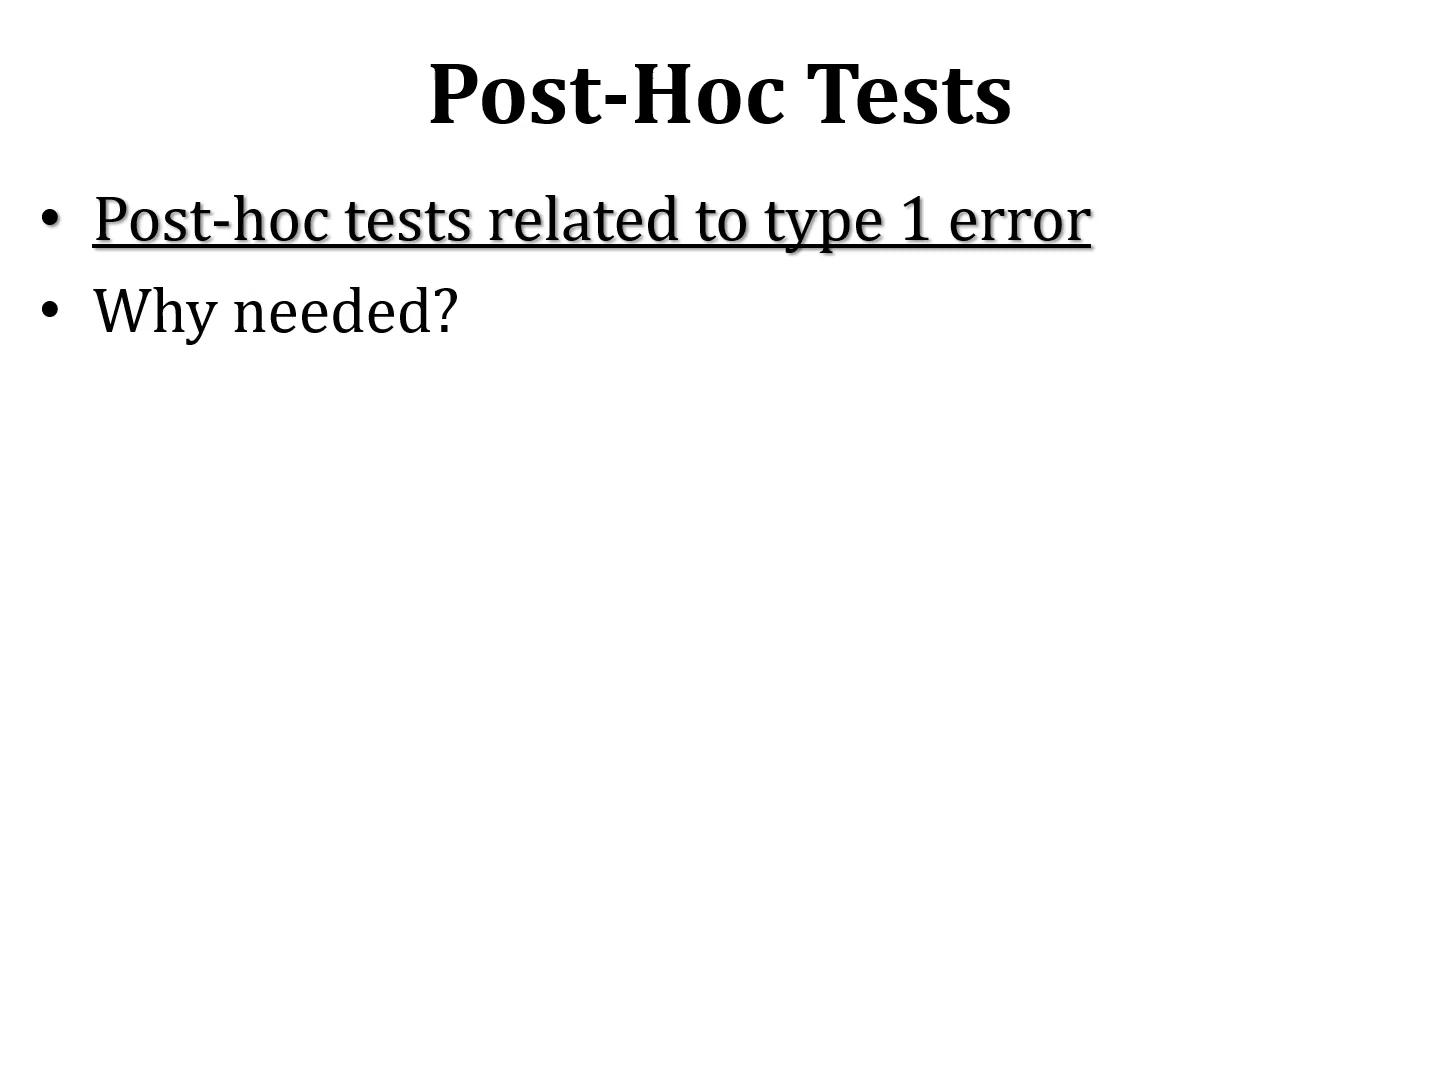 Post-Hoc Tests
• Post-hoc tests related to type 1 error
• Why needed?